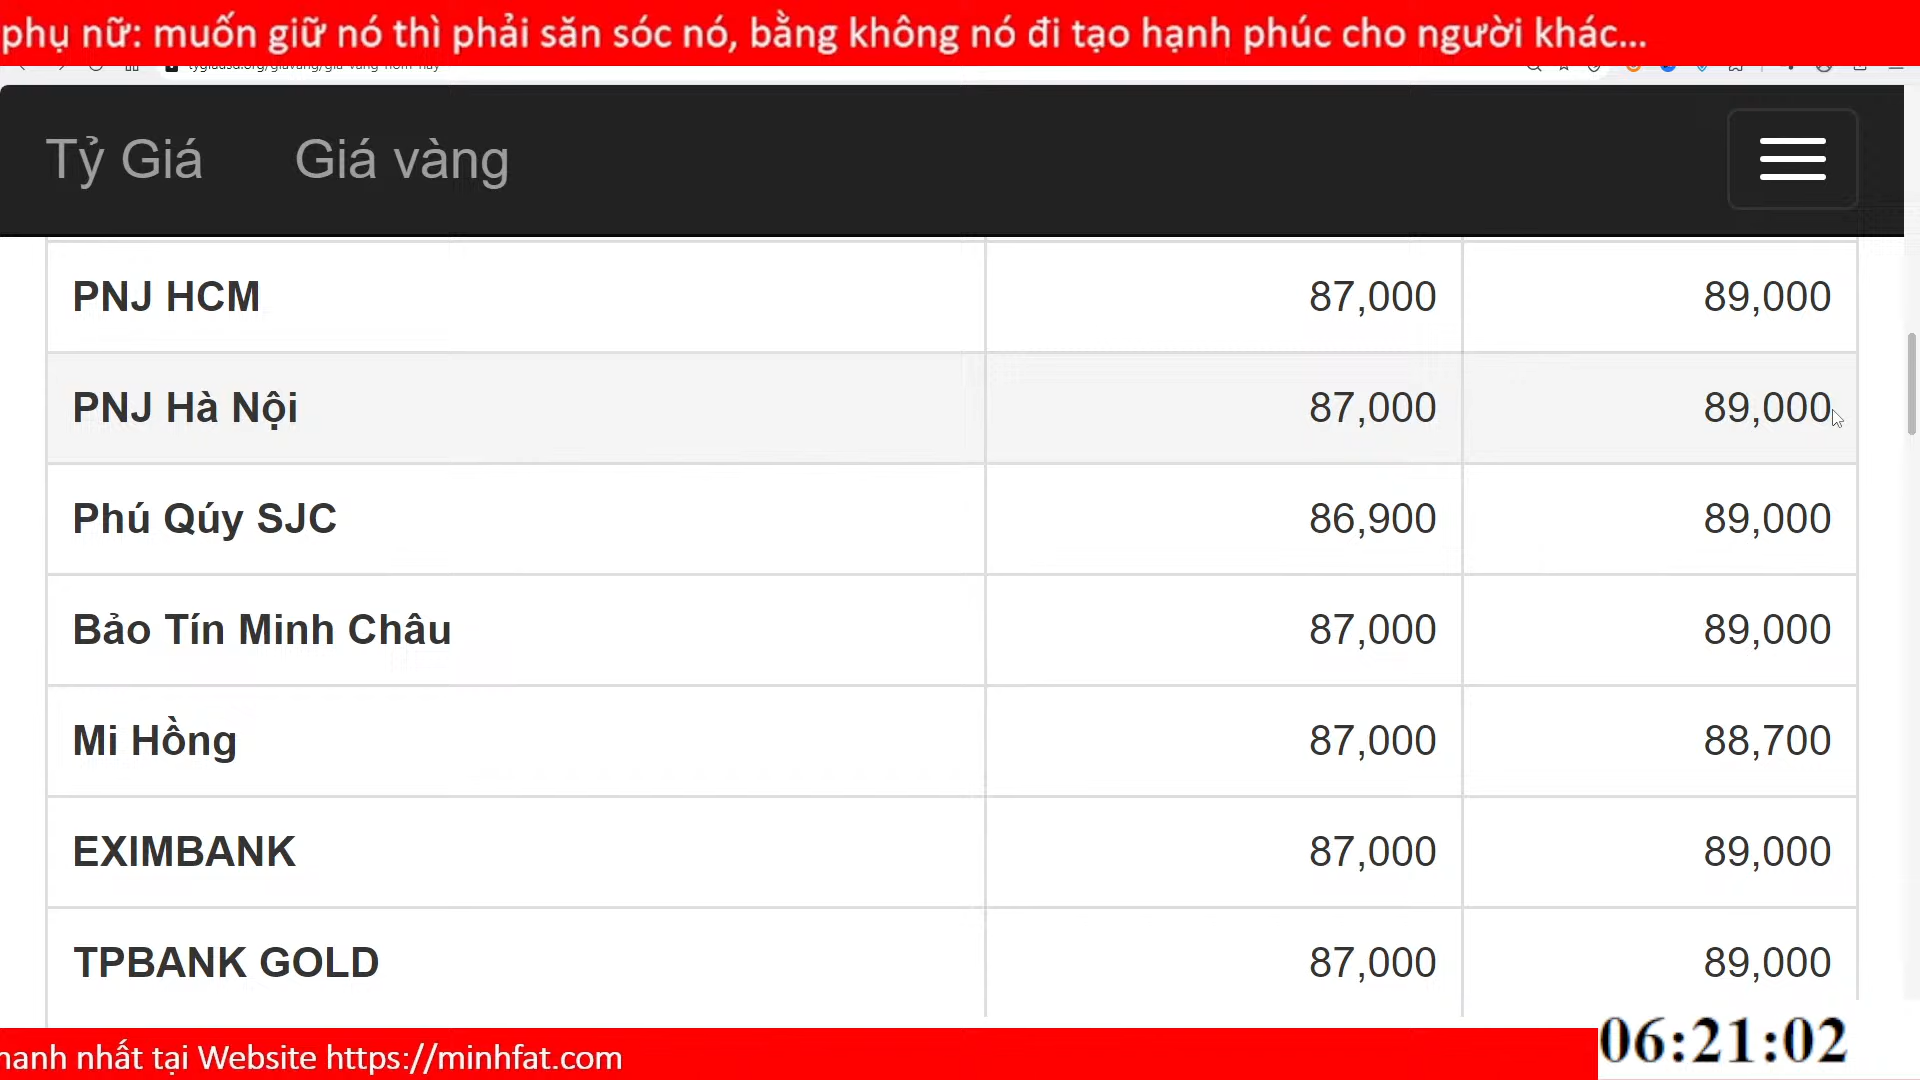 phụ nữ: muốn giữ nó thì phải săn sóc nó, bằng không nó đi tạo hạnh phúc cho người khác...
Tỷ Giá Giá vàng
PNJ HCM 87,000 89,000
PNJ Hà Nội 87,000 89,000
Phú Qúy SJC 86,900 89,000
Bảo Tín Minh Châu 87,000 89,000
Mi Hồng 87,000 88,700
EXIMBANK 87,000 89,000
TPBANK GOLD 87,000 89,000
nhất tại Website https://minhfat.com
06:21:02